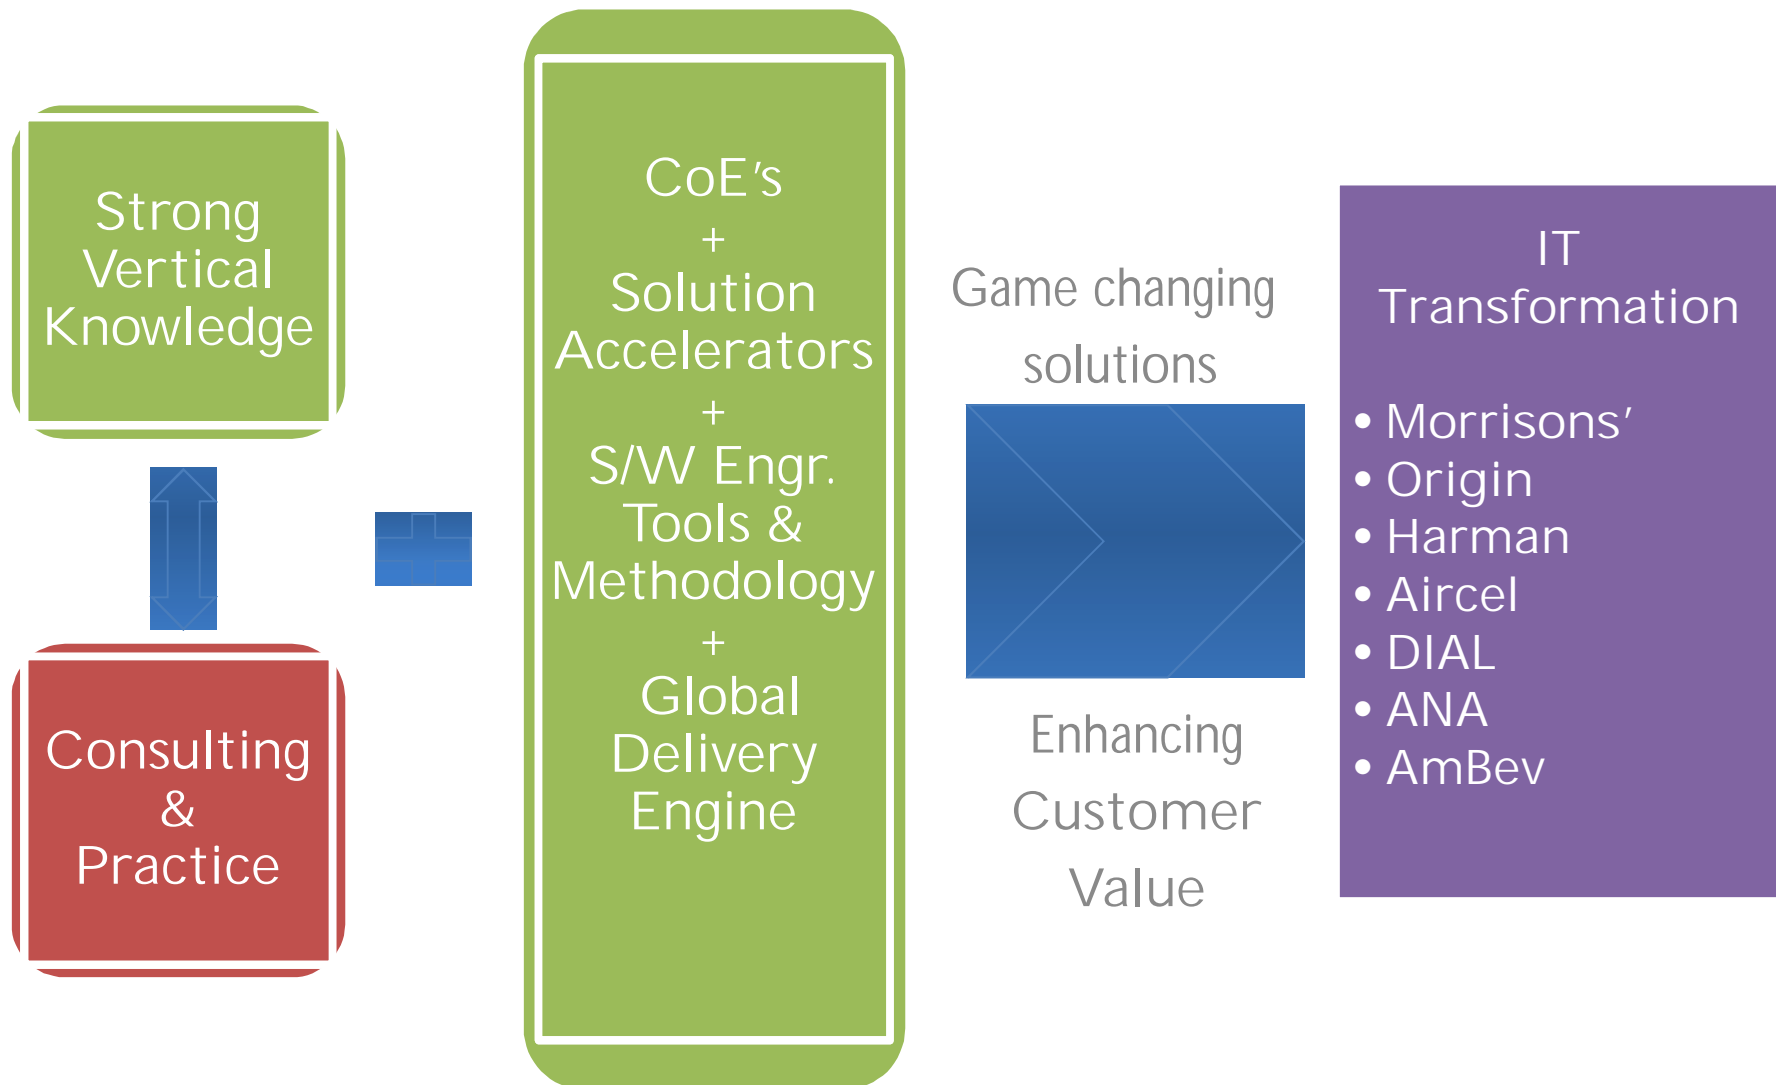 Strong
Vertical
Knowledge
Consulting
&
Practice
CoE's
+
Solution
Accelerators
+
S/W Engr.
Tools &
Methodology
+
Global
Delivery
Engine
Game changing
solutions
Enhancing
Customer
Value
IT
Transformation
• Morrisons'
• Origin
• Harman
• Aircel
• DIAL
• ANA
• AmBev